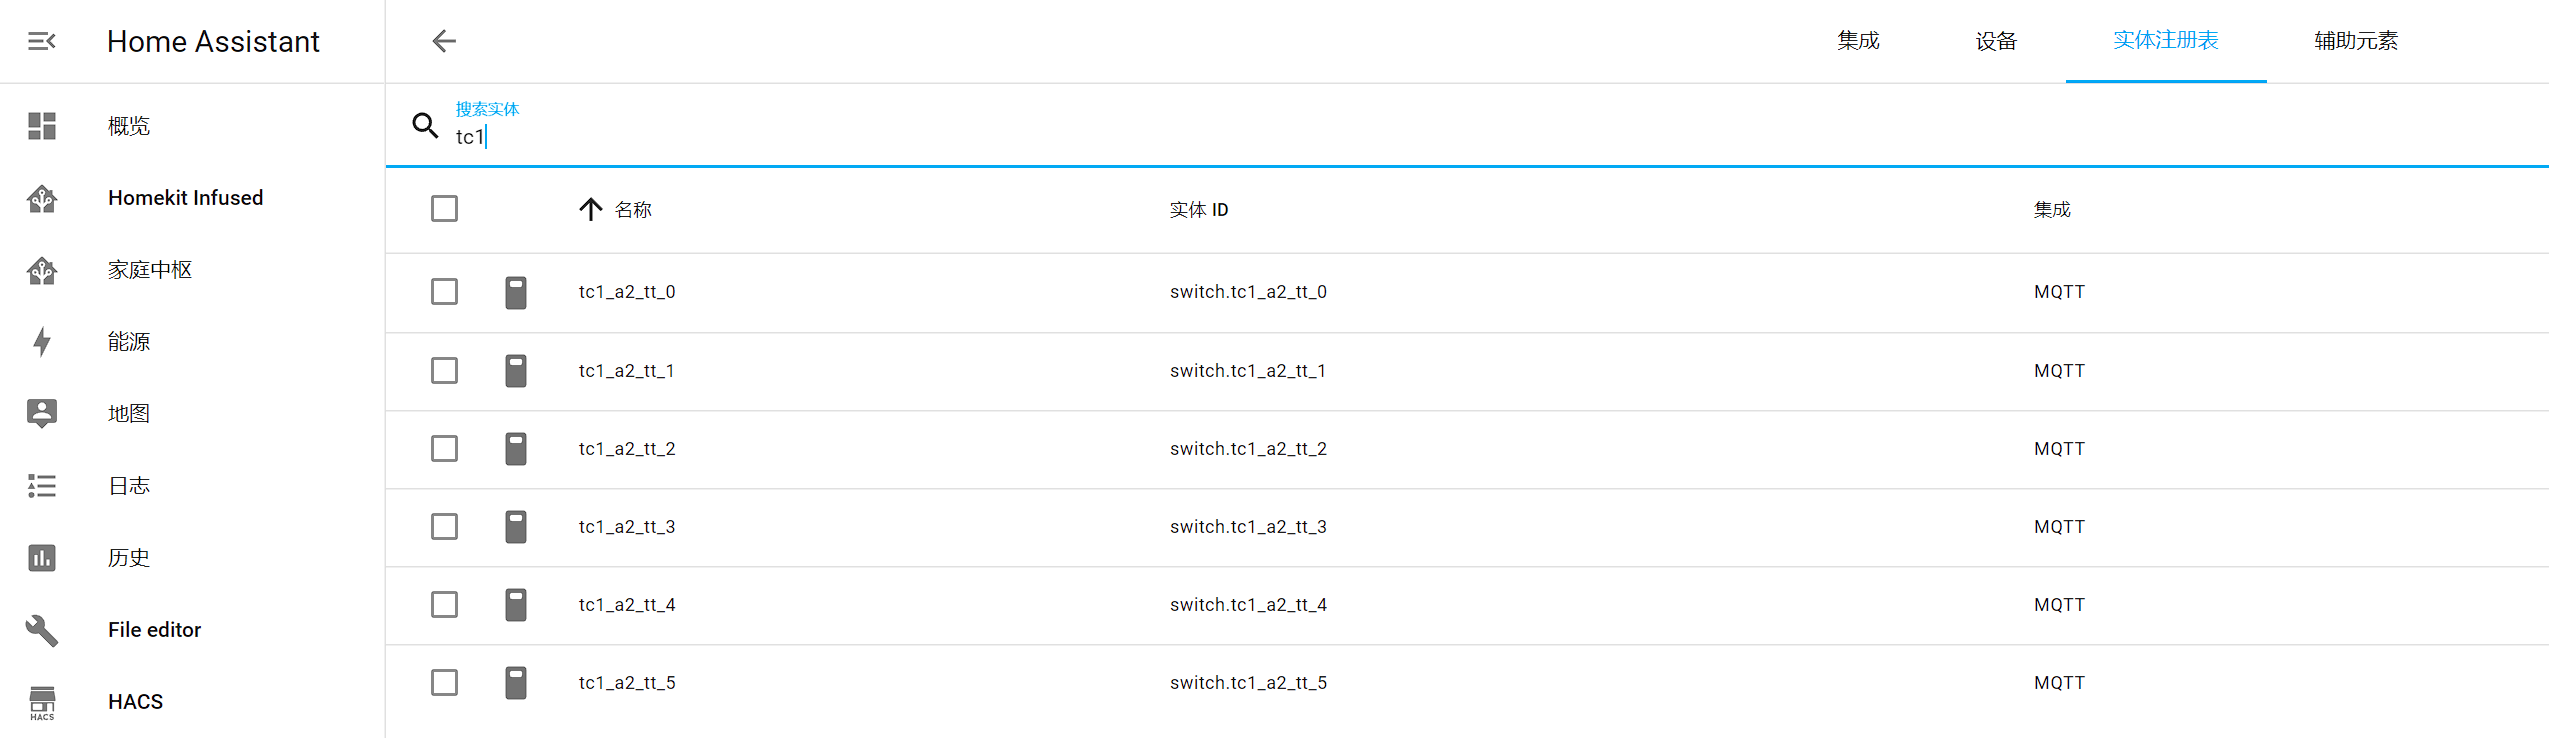 Home Assistant
集成 设备 实体注册表 辅助元素
搜索实体
tc1
概览
Homekit Infused
家庭中枢
能源
地图
日志
历史
File editor
HACS
HACS
名称 实体 ID 集成
tc1_a2_tt_0 switch.tc1_a2_tt_0 MQTT
tc1_a2_tt_1 switch.tc1_a2_tt_1 MQTT
tc1_a2_tt_2 switch.tc1_a2_tt_2 MQTT
tc1_a2_tt_3 switch.tc1_a2_tt_3 MQTT
tc1_a2_tt_4 switch.tc1_a2_tt_4 MQTT
tc1_a2_tt_5 switch.tc1_a2_tt_5 MQTT